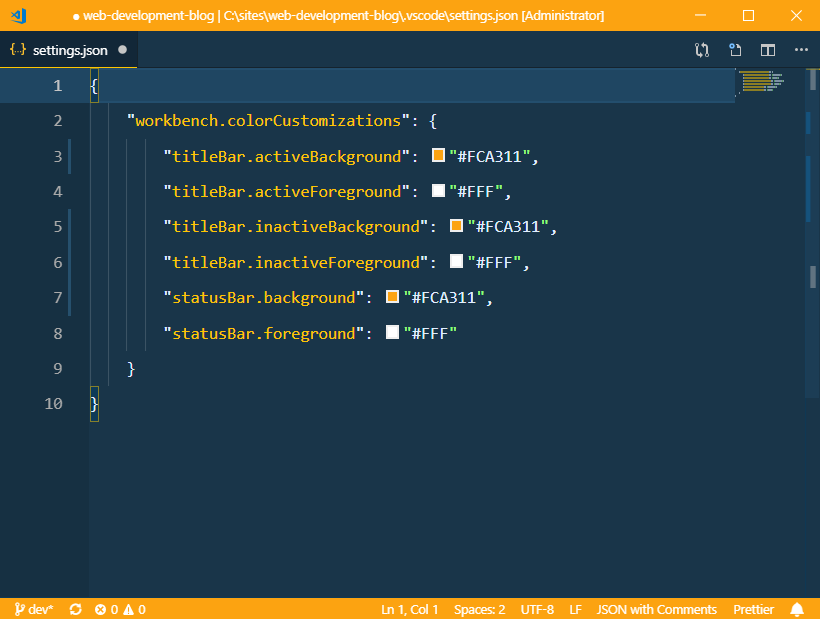 ● web-development-blog | C:\sites\web-development-blog\.vscode\settings.json [Administrator]
{..} settings.json ●
1 {
2 "workbench.colorCustomizations": {
3 "titleBar.activeBackground": "#FCA311",
4 "titleBar.activeForeground": "#FFF",
5 "titleBar.inactiveBackground": "#FCA311",
6 "titleBar.inactiveForeground": "#FFF",
7 "statusBar.background": "#FCA311",
8 "statusBar.foreground": "#FFF"
9 }
10 }
dev* 0 0 Ln 1, Col 1 Spaces: 2 UTF-8 LF JSON with Comments Prettier